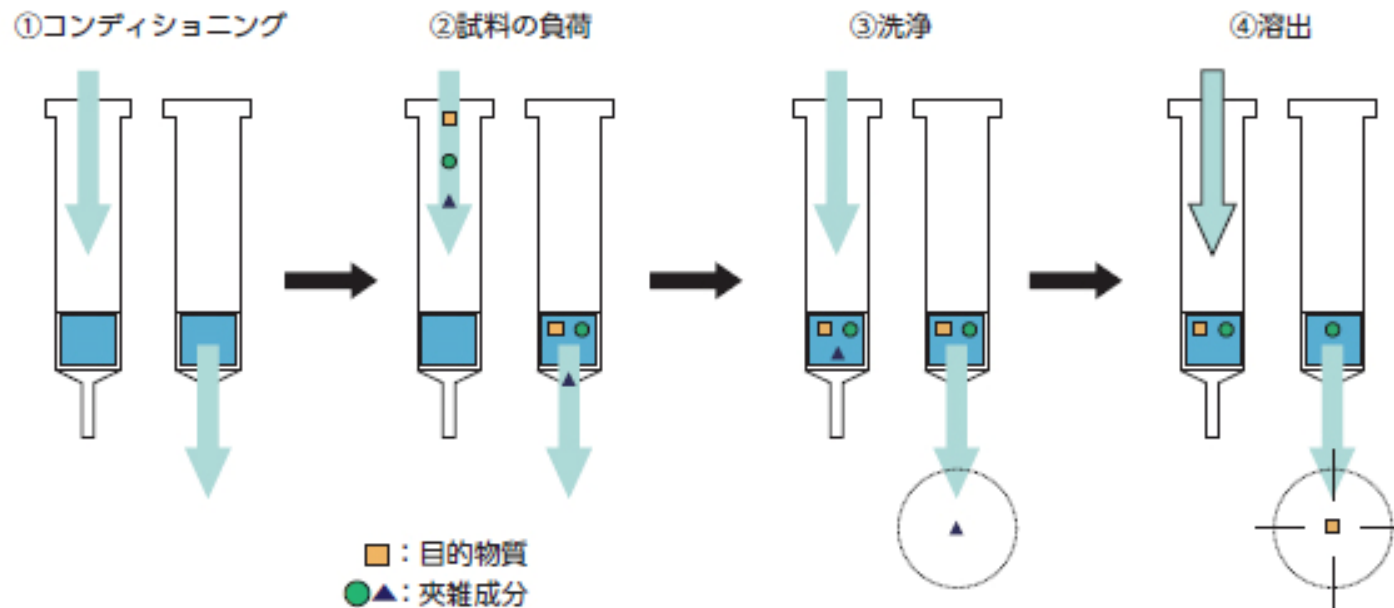 ①コンディショニング
②試料の負荷
③洗浄
④溶出
：目的物質
：夾雑成分